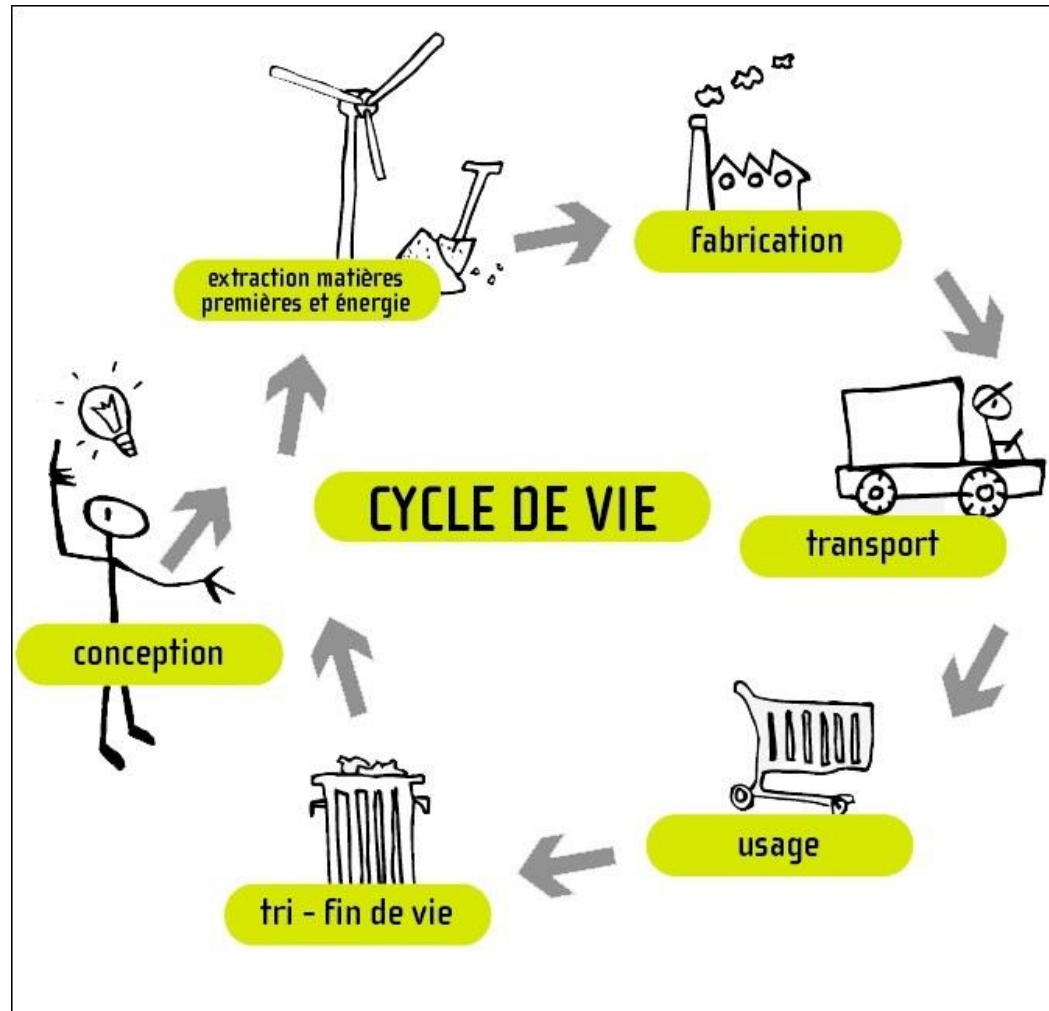 extraction matières
premières et énergie
fabrication
CYCLE DE VIE
transport
conception
usage
tri - fin de vie